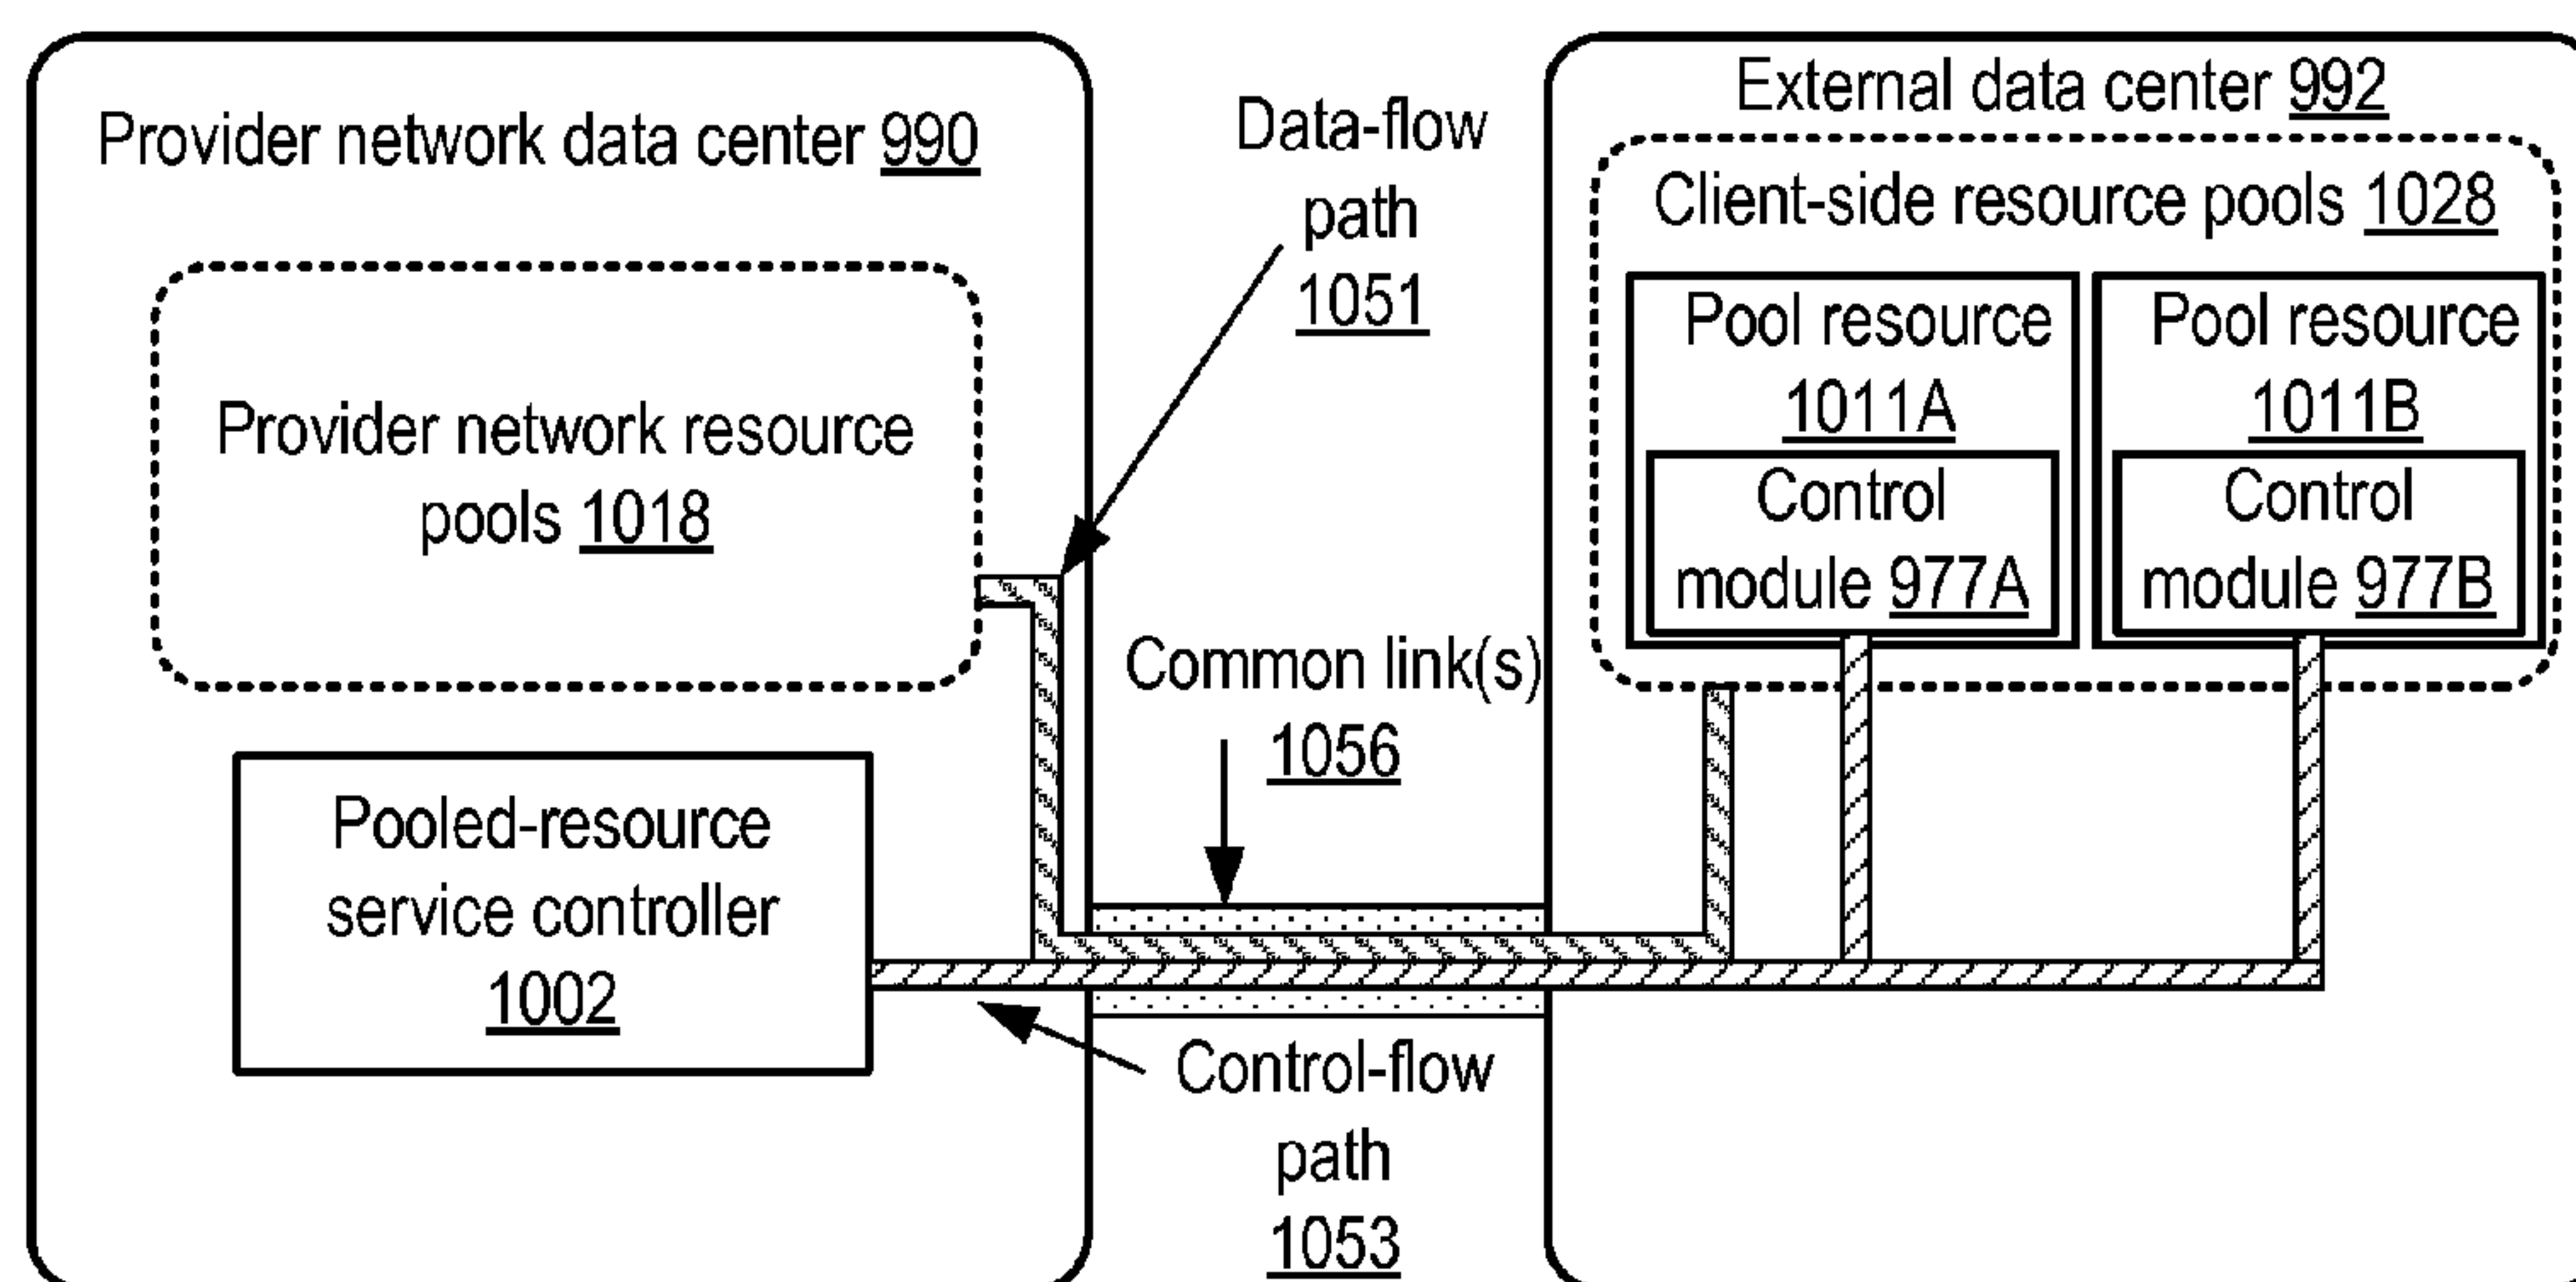 Provider network data center 990
Provider network resource
pools 1018
Pooled-resource
service controller
1002
Data-flow
path
1051
Common link(s)
1056
Control-flow
path
1053
External data center 992
Client-side resource pools 1028
Pool resource
1011A
Control
module 977A
Pool resource
1011B
Control
module 977B